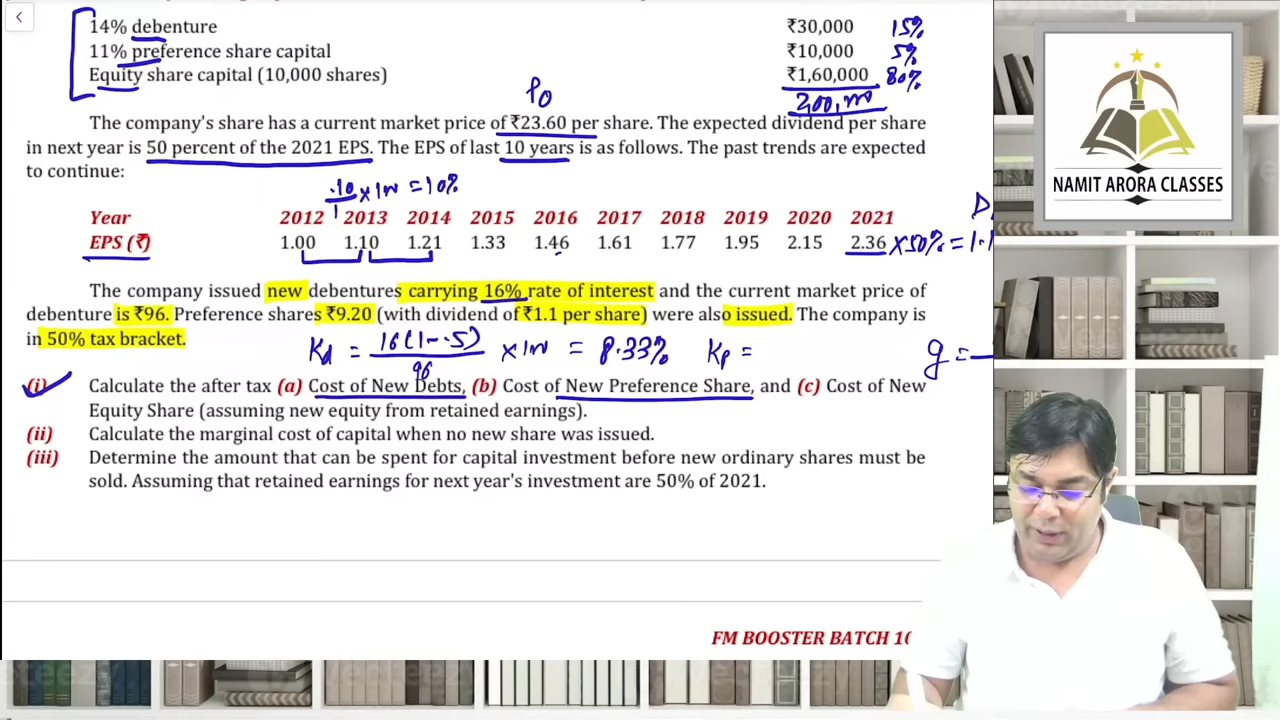 14% debenture ₹30,000 15%
11% preference share capital ₹10,000 5%
Equity share capital (10,000 shares) ₹1,60,000 80%
P0 2,00,000
The company's share has a current market price of ₹23.60 per share. The expected dividend per share
in next year is 50 percent of the 2021 EPS. The EPS of last 10 years is as follows. The past trends are expected
to continue:
.10/1 × 100 = 10%
Year 2012 2013 2014 2015 2016 2017 2018 2019 2020 2021
EPS (₹) 1.00 1.10 1.21 1.33 1.46 1.61 1.77 1.95 2.15 2.36 × 50% = 1.1
The company issued new debentures carrying 16% rate of interest and the current market price of
debenture is ₹96. Preference shares ₹9.20 (with dividend of ₹1.1 per share) were also issued. The company is
in 50% tax bracket.
Kd = 16(1-.5)/96 × 100 = 8.33% Kp = g =
(i) Calculate the after tax (a) Cost of New Debts, (b) Cost of New Preference Share, and (c) Cost of New
Equity Share (assuming new equity from retained earnings).
(ii) Calculate the marginal cost of capital when no new share was issued.
(iii) Determine the amount that can be spent for capital investment before new ordinary shares must be
sold. Assuming that retained earnings for next year's investment are 50% of 2021.
FM BOOSTER BATCH
NAMIT ARORA CLASSES